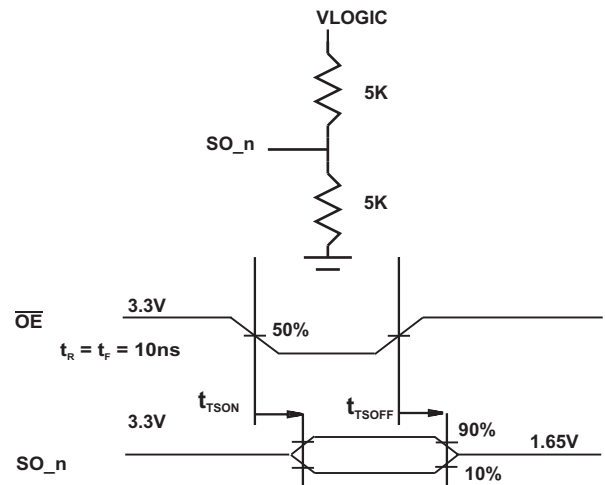 VLOGIC
5K
SO_n
5K
OE
3.3V
50%
tR = tF = 10ns
tTSON
tTSOFF
3.3V
90%
1.65V
SO_n
10%